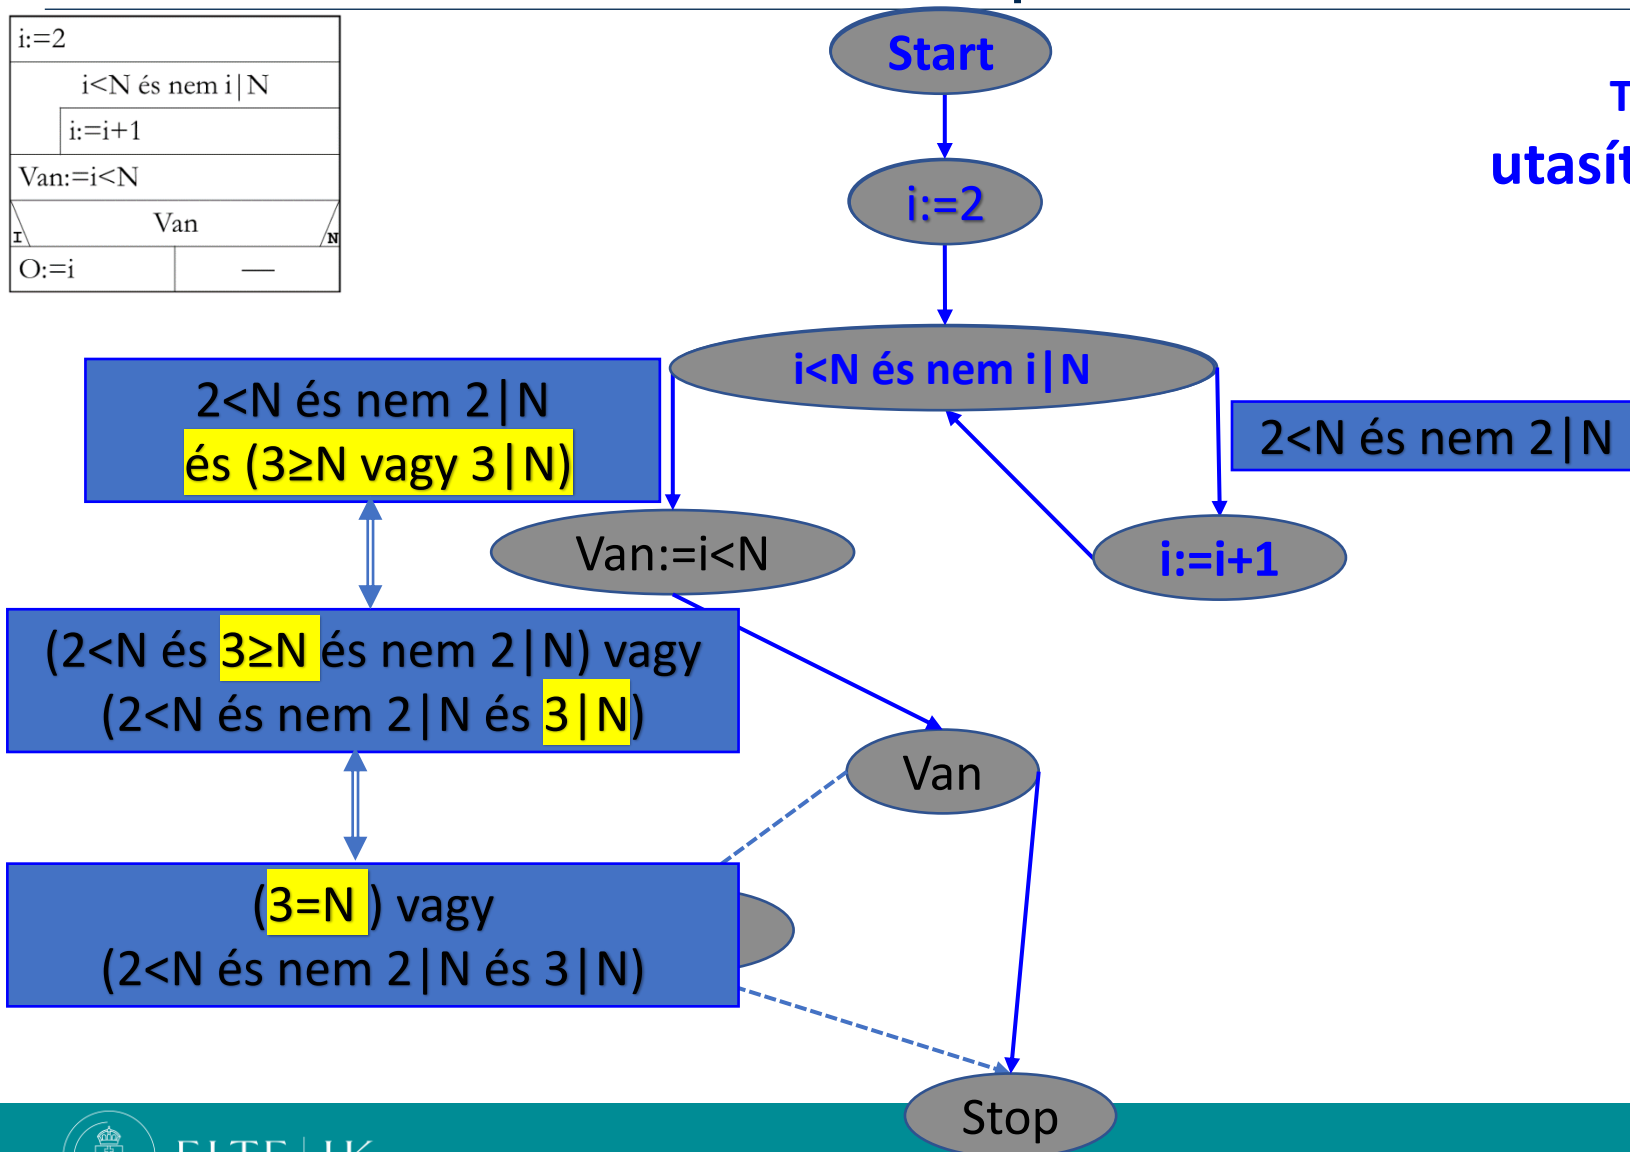 i:=2
i<N és nem i|N
i:=i+1
Van:=i<N
Van
I
N
O:=i
—
Start
i:=2
i<N és nem i|N
2<N és nem 2|N
és (3≥N vagy 3|N)
2<N és nem 2|N
Van:=i<N
i:=i+1
(2<N és 3≥N és nem 2|N) vagy
(2<N és nem 2|N és 3|N)
Van
(3=N ) vagy
(2<N és nem 2|N és 3|N)
Stop